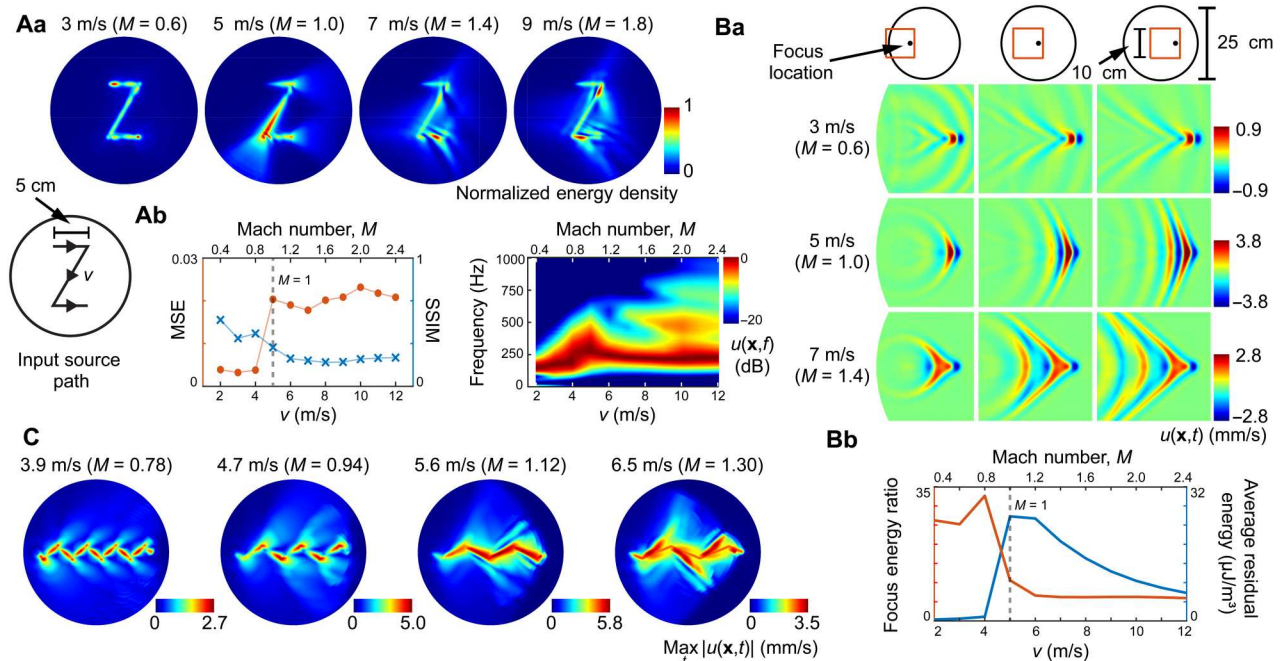 Aa
3 m/s (M = 0.6)
5 m/s (M = 1.0)
7 m/s (M = 1.4)
9 m/s (M = 1.8)
1
0
Normalized energy density
5 cm
v
Input source
path
Ab
Mach number, M
0.4 0.8 1.2 1.6 2.0 2.4
0.03
MSE
0
M = 1
1
SSIM
0
2 4 6 8 10 12
v (m/s)
Mach number, M
0.4 0.8 1.2 1.6 2.0 2.4
Frequency (Hz)
1000
750
500
250
0
2 4 6 8 10 12
v (m/s)
0
−20
u(x,f)
(dB)
Ba
Focus
location
10 cm
25 cm
3 m/s
(M = 0.6)
0.9
−0.9
5 m/s
(M = 1.0)
3.8
−3.8
7 m/s
(M = 1.4)
2.8
−2.8
u(x,t) (mm/s)
Bb
Mach number, M
0.4 0.8 1.2 1.6 2.0 2.4
Focus energy ratio
35
0
M = 1
32
0
Average residual
energy (μJ/m³)
2 4 6 8 10 12
v (m/s)
C
3.9 m/s (M = 0.78)
4.7 m/s (M = 0.94)
5.6 m/s (M = 1.12)
6.5 m/s (M = 1.30)
0 2.7
0 5.0
0 5.8
0 3.5
Max |u(x,t)| (mm/s)
t